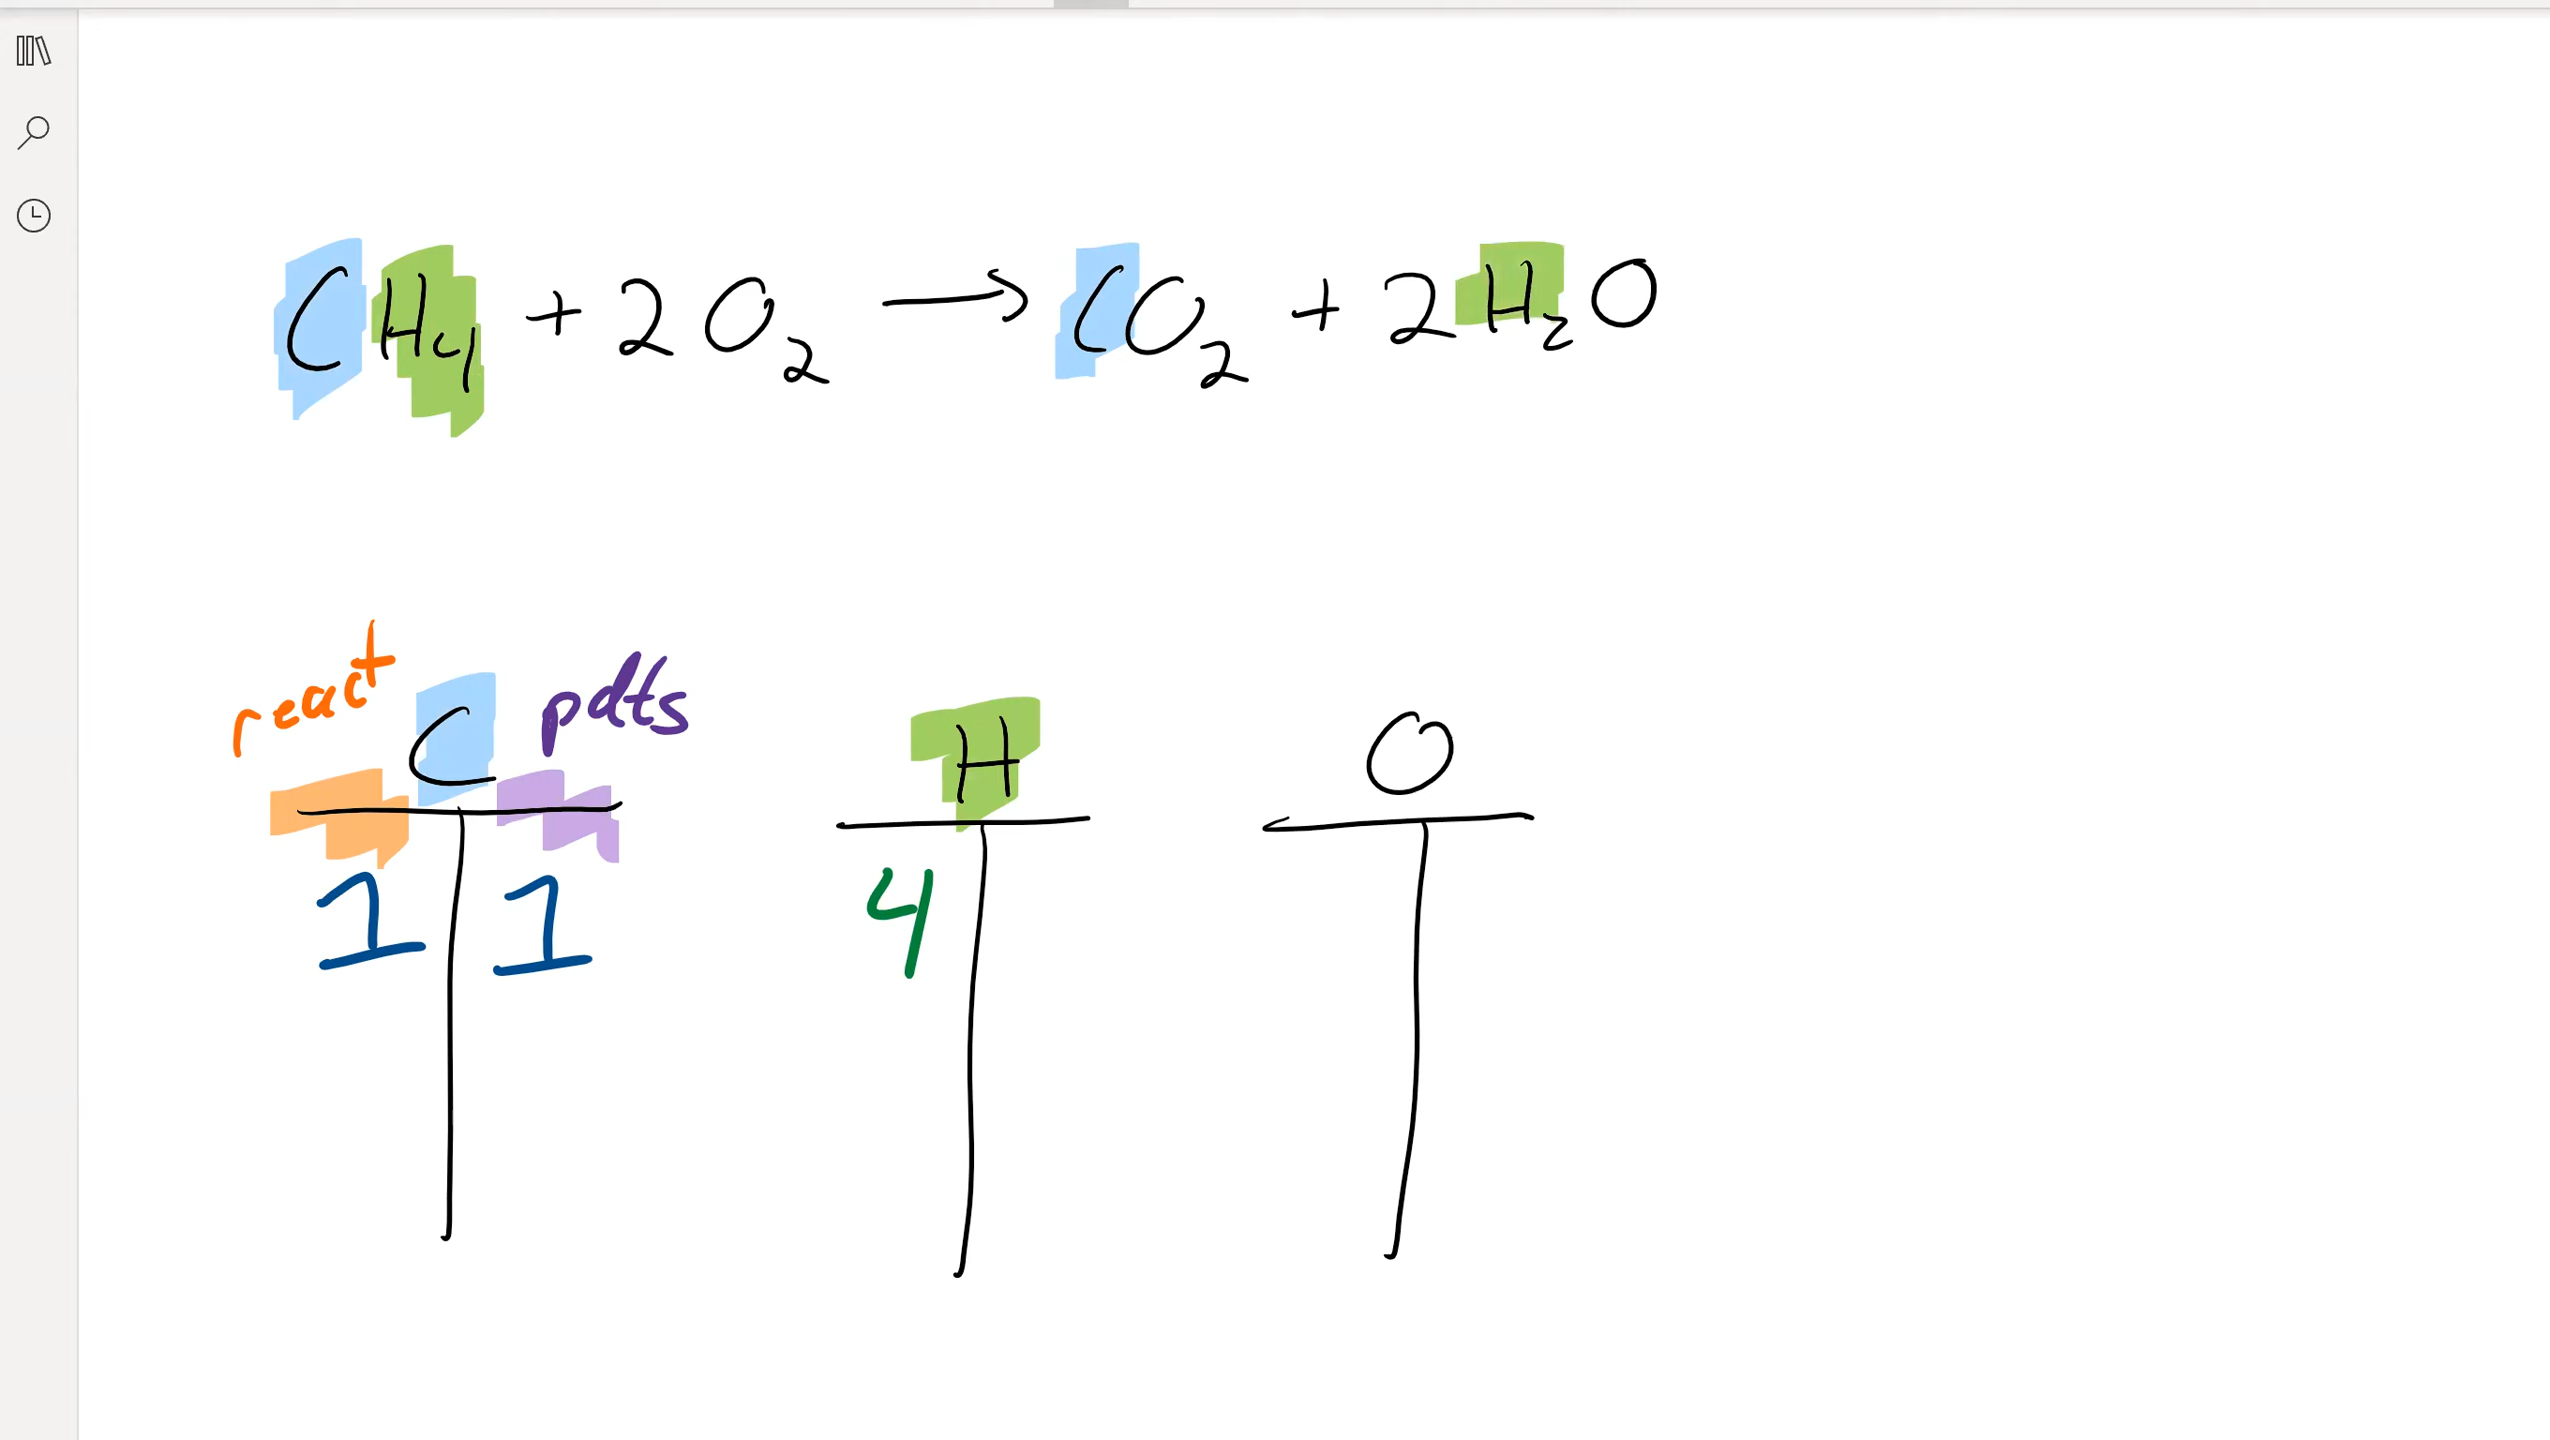 CH₄ + 2 O₂ → CO₂ + 2 H₂O
react C pdts H O
1 1 4